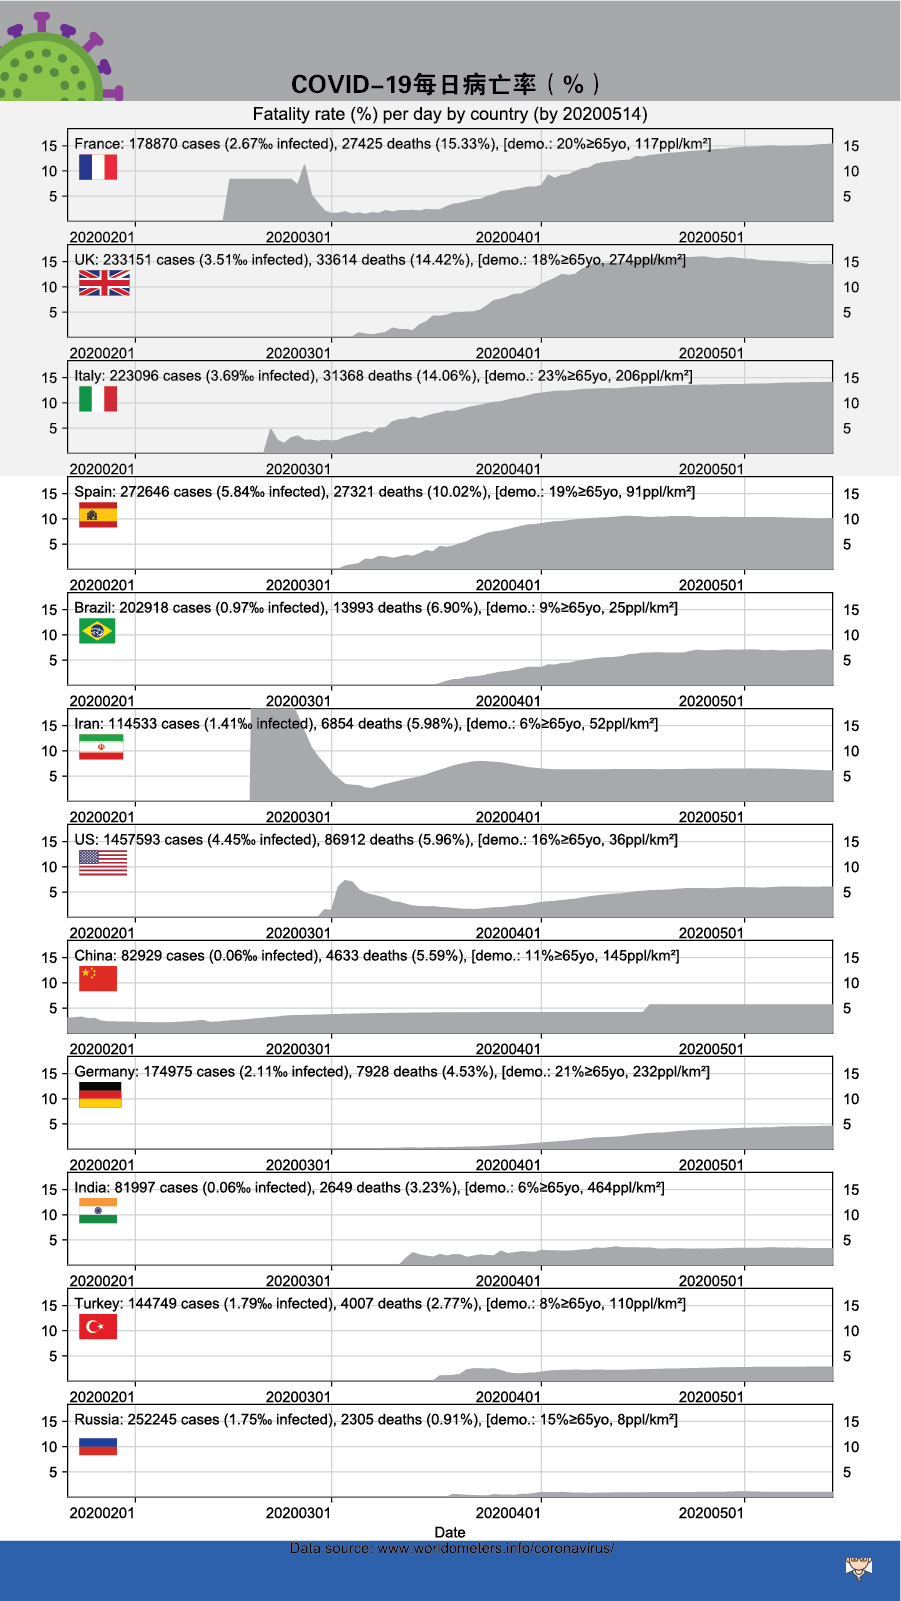 COVID-19每日病亡率（%）
Fatality rate (%) per day by country (by 20200514)
France: 178870 cases (2.67‰ infected), 27425 deaths (15.33%), [demo.: 20%≥65yo, 117ppl/km²]
15 15
10 10
5 5
20200201 20200301 20200401 20200501
UK: 233151 cases (3.51‰ infected), 33614 deaths (14.42%), [demo.: 18%≥65yo, 274ppl/km²]
15 15
10 10
5 5
20200201 20200301 20200401 20200501
Italy: 223096 cases (3.69‰ infected), 31368 deaths (14.06%), [demo.: 23%≥65yo, 206ppl/km²]
15 15
10 10
5 5
20200201 20200301 20200401 20200501
Spain: 272646 cases (5.84‰ infected), 27321 deaths (10.02%), [demo.: 19%≥65yo, 91ppl/km²]
15 15
10 10
5 5
20200201 20200301 20200401 20200501
Brazil: 202918 cases (0.97‰ infected), 13993 deaths (6.90%), [demo.: 9%≥65yo, 25ppl/km²]
15 15
10 10
5 5
20200201 20200301 20200401 20200501
Iran: 114533 cases (1.41‰ infected), 6854 deaths (5.98%), [demo.: 6%≥65yo, 52ppl/km²]
15 15
10 10
5 5
20200201 20200301 20200401 20200501
US: 1457593 cases (4.45‰ infected), 86912 deaths (5.96%), [demo.: 16%≥65yo, 36ppl/km²]
15 15
10 10
5 5
20200201 20200301 20200401 20200501
China: 82929 cases (0.06‰ infected), 4633 deaths (5.59%), [demo.: 11%≥65yo, 145ppl/km²]
15 15
10 10
5 5
20200201 20200301 20200401 20200501
Germany: 174975 cases (2.11‰ infected), 7928 deaths (4.53%), [demo.: 21%≥65yo, 232ppl/km²]
15 15
10 10
5 5
20200201 20200301 20200401 20200501
India: 81997 cases (0.06‰ infected), 2649 deaths (3.23%), [demo.: 6%≥65yo, 464ppl/km²]
15 15
10 10
5 5
20200201 20200301 20200401 20200501
Turkey: 144749 cases (1.79‰ infected), 4007 deaths (2.77%), [demo.: 8%≥65yo, 110ppl/km²]
15 15
10 10
5 5
20200201 20200301 20200401 20200501
Russia: 252245 cases (1.75‰ infected), 2305 deaths (0.91%), [demo.: 15%≥65yo, 8ppl/km²]
15 15
10 10
5 5
20200201 20200301 20200401 20200501
Date
Data source: www.worldometers.info/coronavirus/